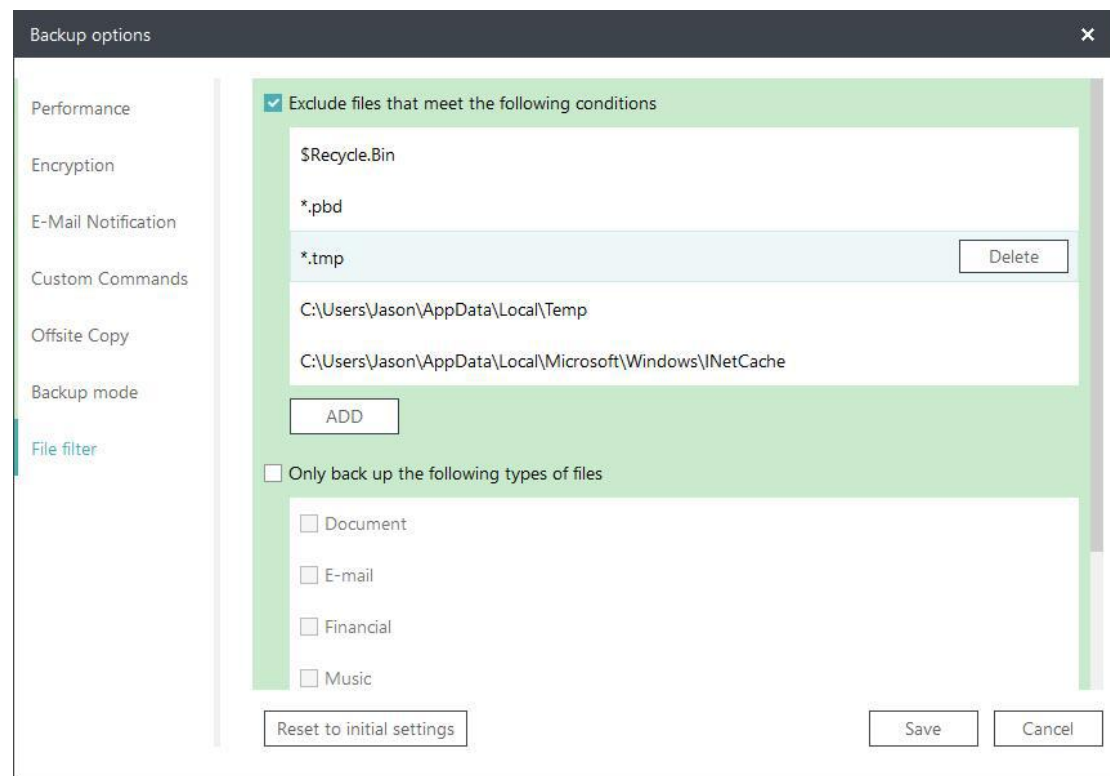 Backup options
Performance
Encryption
E-Mail Notification
Custom Commands
Offsite Copy
Backup mode
File filter
Exclude files that meet the following conditions
$Recycle.Bin
*.pbd
*.tmp
Delete
C:\Users\Jason\AppData\Local\Temp
C:\Users\Jason\AppData\Local\Microsoft\Windows\INetCache
ADD
Only back up the following types of files
Document
E-mail
Financial
Music
Reset to initial settings
Save
Cancel